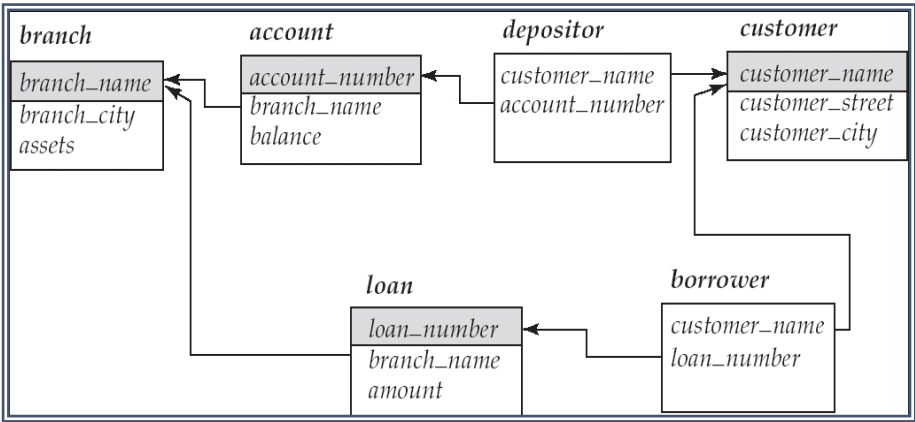 branch
branch_name
branch_city
assets
account
account_number
branch_name
balance
depositor
customer_name
account_number
customer
customer_name
customer_street
customer_city
loan
loan_number
branch_name
amount
borrower
customer_name
loan_number